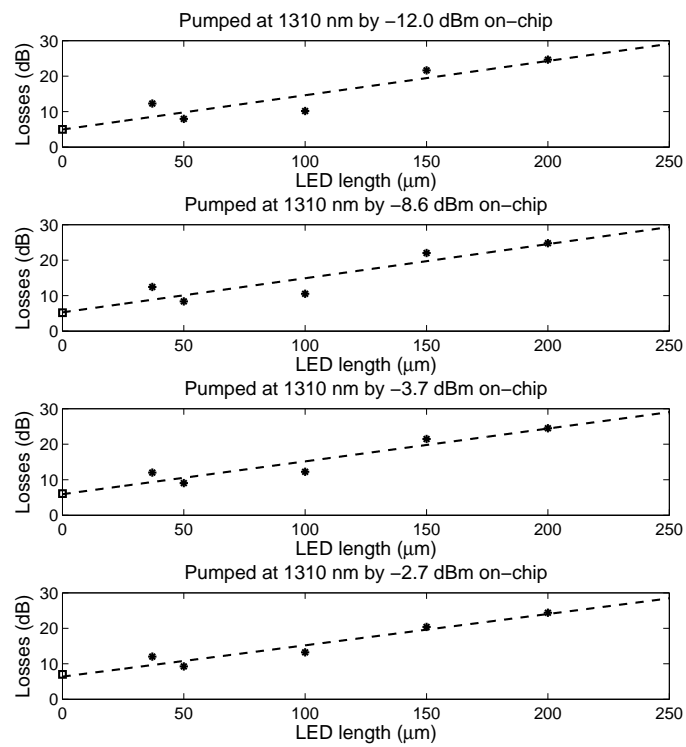 Pumped at 1310 nm by −12.0 dBm on−chip
30
20
10
0
Losses (dB)
0 50 100 150 200 250
LED length (μm)
Pumped at 1310 nm by −8.6 dBm on−chip
30
20
10
0
Losses (dB)
0 50 100 150 200 250
LED length (μm)
Pumped at 1310 nm by −3.7 dBm on−chip
30
20
10
0
Losses (dB)
0 50 100 150 200 250
LED length (μm)
Pumped at 1310 nm by −2.7 dBm on−chip
30
20
10
0
Losses (dB)
0 50 100 150 200 250
LED length (μm)